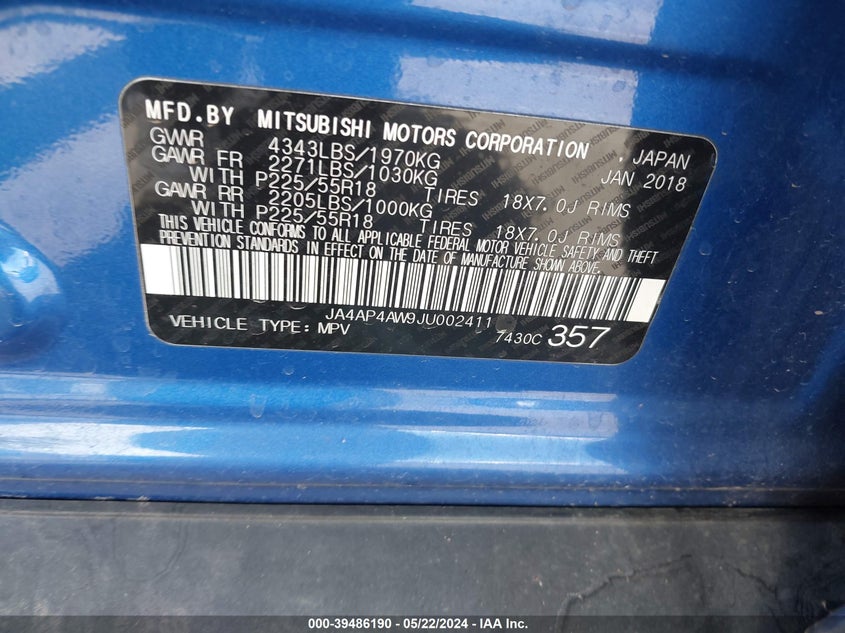 MFD.BY MITSUBISHI MOTORS CORPORATION , JAPAN
GVWR 4343LBS/1970KG JAN 2018
GAWR FR 2271LBS/1030KG
WITH P225/55R18 TIRES 18X7.0J RIMS
GAWR RR 2205LBS/1000KG
WITH P225/55R18 TIRES 18X7.0J RIMS
THIS VEHICLE CONFORMS TO ALL APPLICABLE FEDERAL MOTOR VEHICLE SAFETY AND THEFT
PREVENTION STANDARDS IN EFFECT ON THE DATE OF MANUFACTURE SHOWN ABOVE.
JA4AP4AW9JU002411
VEHICLE TYPE: MPV 7430C 357
000-39486190 - 05/22/2024 - IAA Inc.